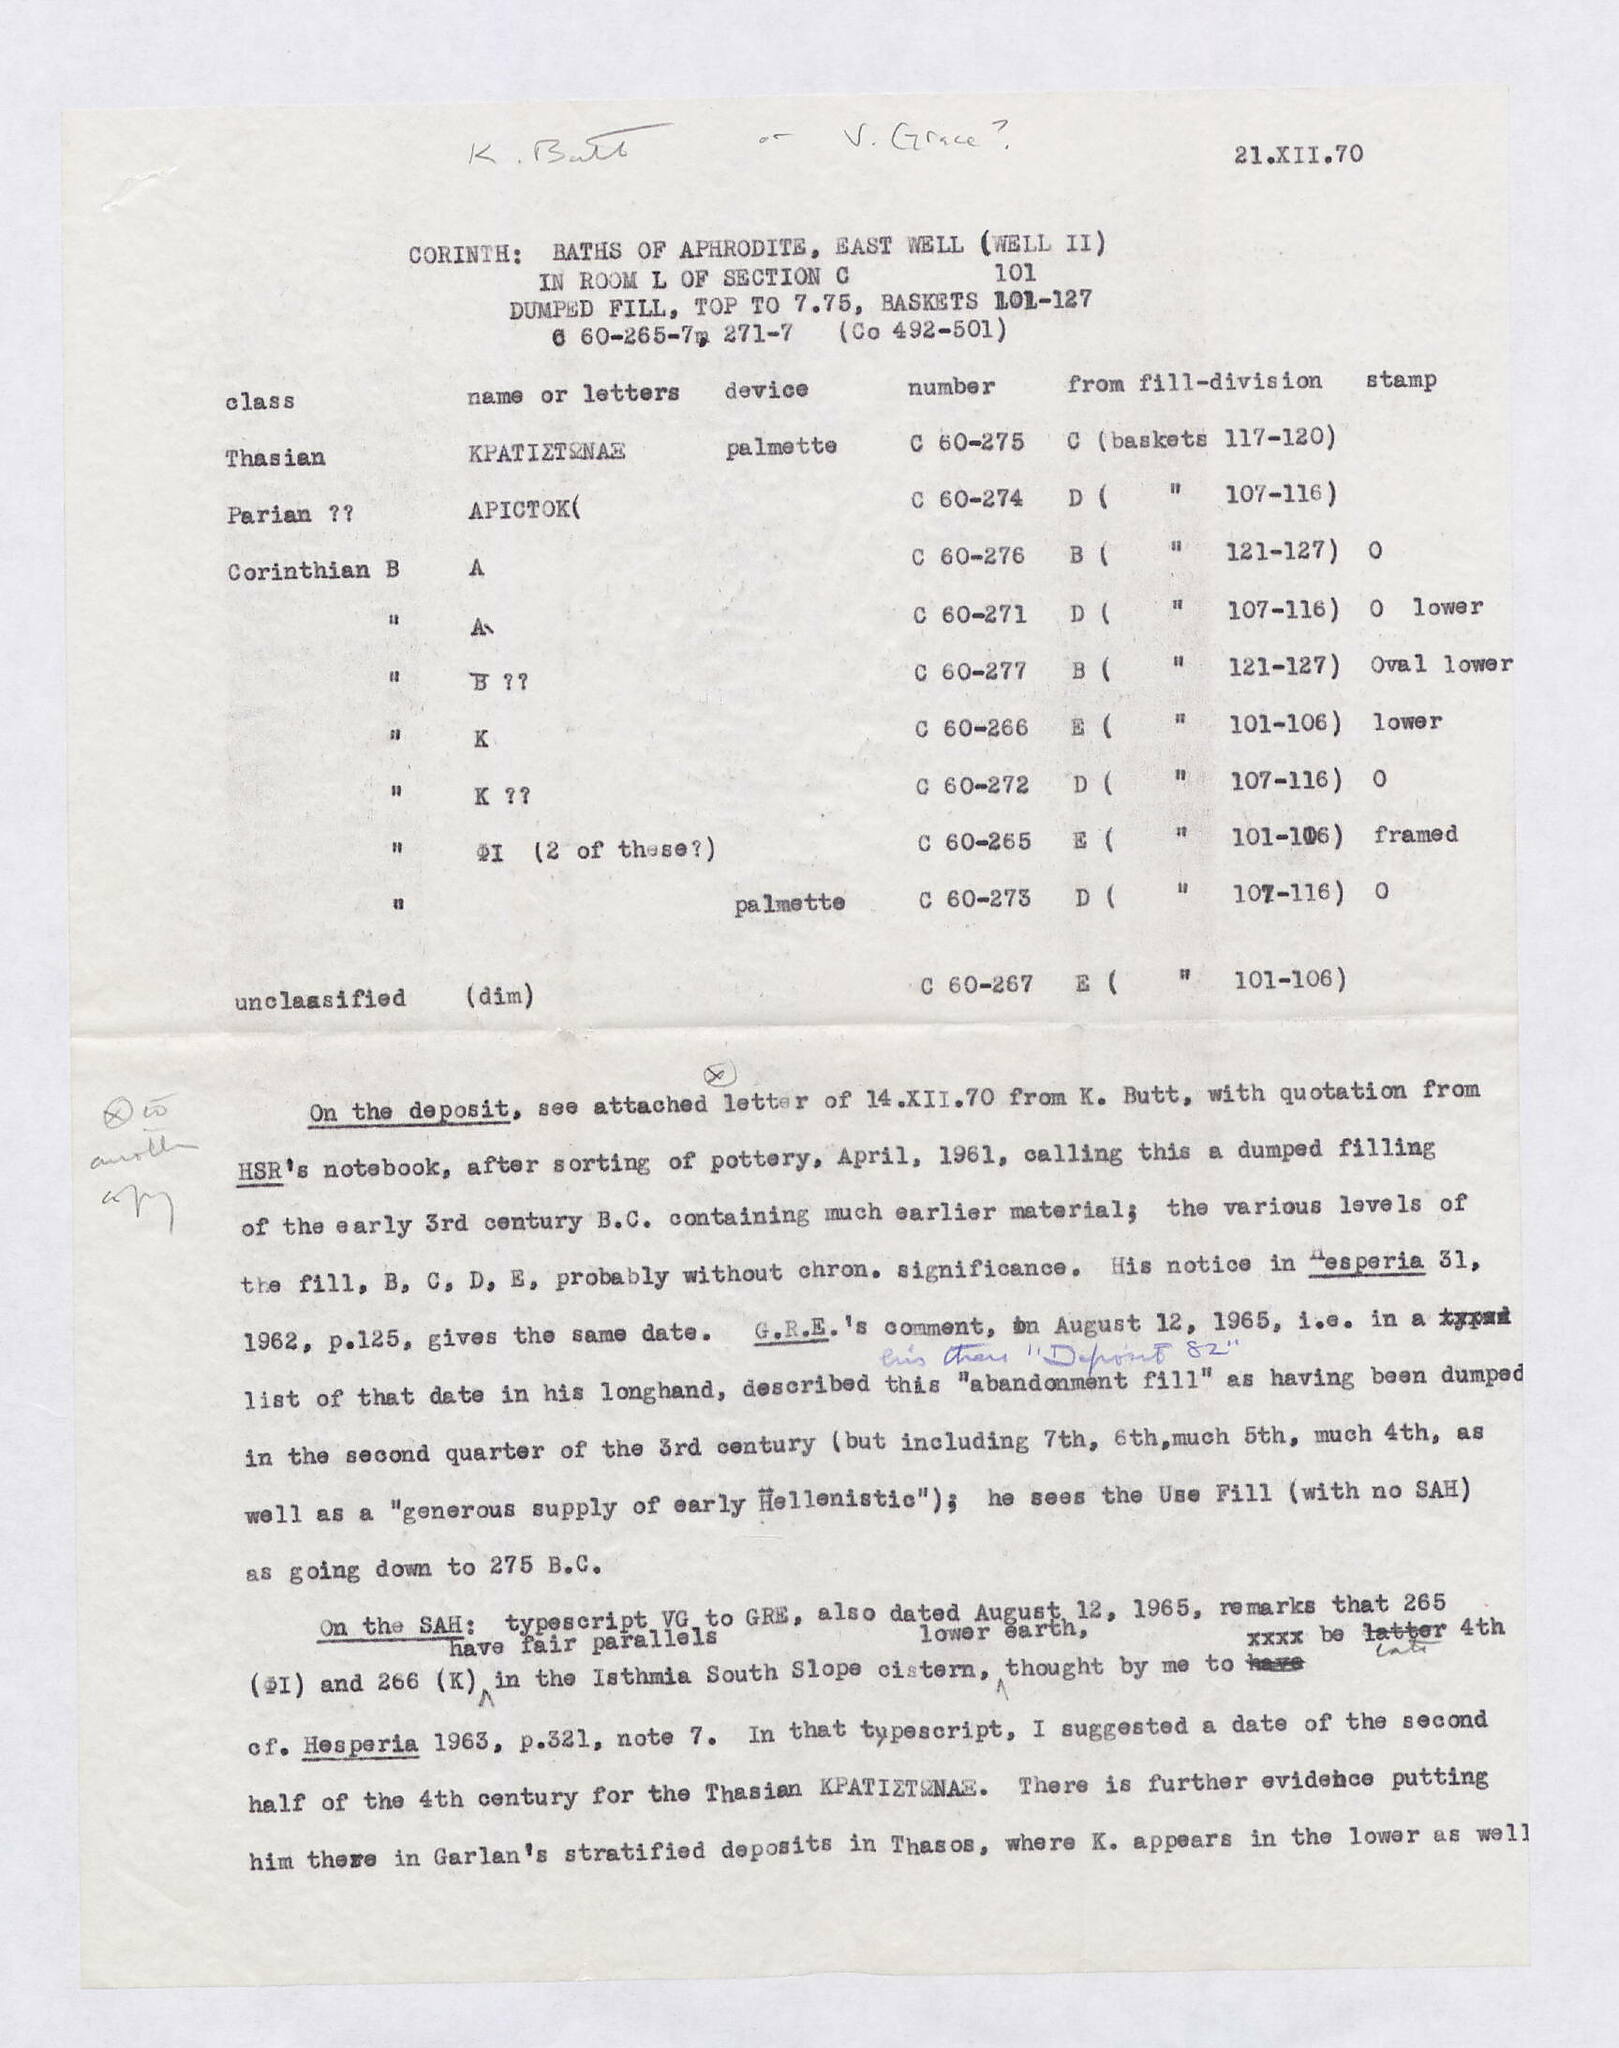 K. Butt or V. Grace?
21.XII.70
CORINTH: BATHS OF APHRODITE, EAST WELL (WELL II)
IN ROOM L OF SECTION C 101
DUMPED FILL, TOP TO 7.75, BASKETS 101-127
C 60-265-7, 271-7 (Co 492-501)
class name or letters device number from fill-division stamp
Thasian ΚΡΑΤΙΣΤΩΝΑΞ palmette C 60-275 C (baskets 117-120)
Parian ?? ΑΡΙCΤΟΚ( C 60-274 D ( " 107-116)
Corinthian B A C 60-276 B ( " 121-127) O
" A C 60-271 D ( " 107-116) O lower
" B ?? C 60-277 B ( " 121-127) Oval lower
" K C 60-266 E ( " 101-106) lower
" K ?? C 60-272 D ( " 107-116) O
" ΦΙ (2 of these?) C 60-265 E ( " 101-106) framed
" palmette C 60-273 D ( " 107-116) O
unclaasified (dim) C 60-267 E ( " 101-106)
ⓧ to
another
copy
ⓧ
On the deposit, see attached letter of 14.XII.70 from K. Butt, with quotation from
HSR's notebook, after sorting of pottery, April, 1961, calling this a dumped filling
of the early 3rd century B.C. containing much earlier material; the various levels of
the fill, B, C, D, E, probably without chron. significance. His notice in Hesperia 31,
1962, p.125, gives the same date. G.R.E.'s comment, on August 12, 1965, i.e. in a typed
his then "Deposit 82"
list of that date in his longhand, described this "abandonment fill" as having been dumped
in the second quarter of the 3rd century (but including 7th, 6th,much 5th, much 4th, as
well as a "generous supply of early Hellenistic"); he sees the Use Fill (with no SAH)
as going down to 275 B.C.
On the SAH: typescript VG to GRE, also dated August 12, 1965, remarks that 265
have fair parallels lower earth, xxxx be latter 4th
late
(ΦΙ) and 266 (K) in the Isthmia South Slope cistern, thought by me to have
cf. Hesperia 1963, p.321, note 7. In that typescript, I suggested a date of the second
half of the 4th century for the Thasian ΚΡΑΤΙΣΤΩΝΑΞ. There is further evidence putting
him there in Garlan's stratified deposits in Thasos, where K. appears in the lower as well